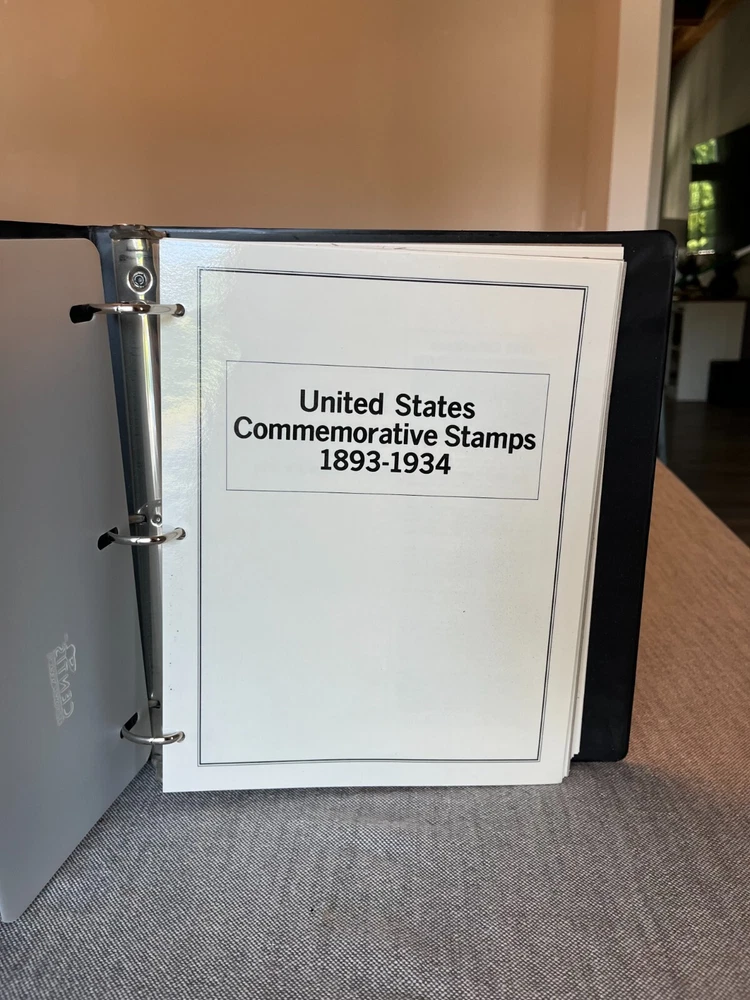 United States
Commemorative Stamps
1893-1934